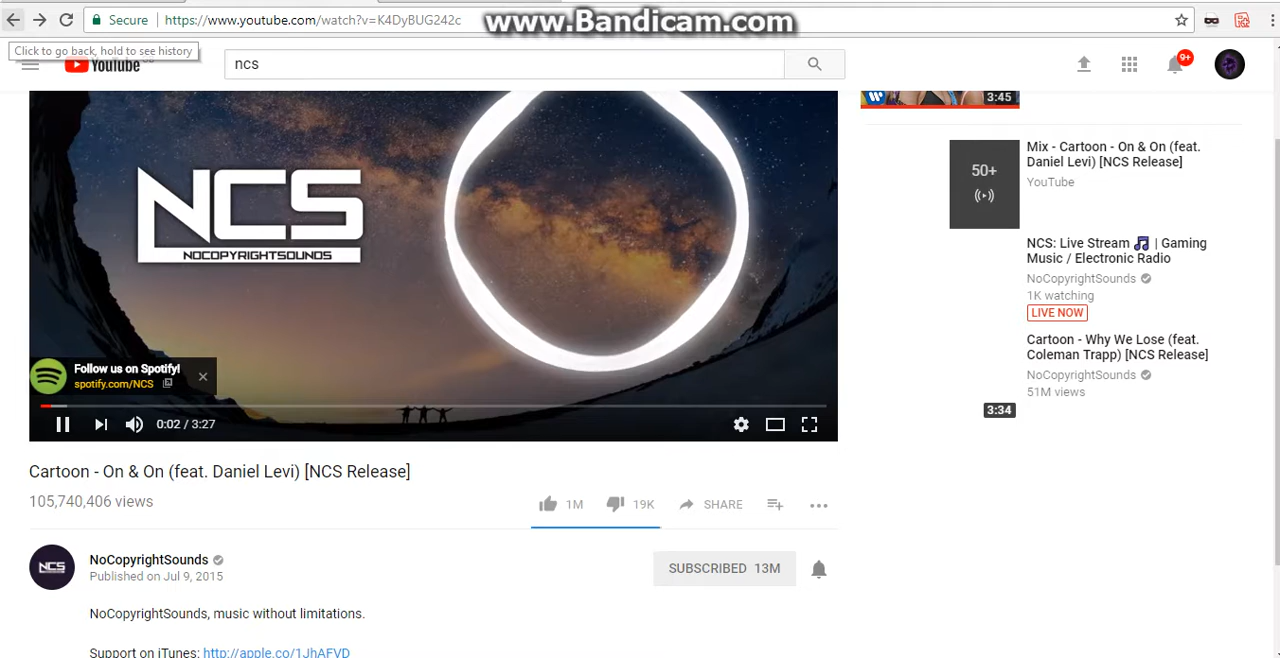 www.Bandicam.com
Secure
https://www.youtube.com/watch?v=K4DyBUG242c
Click to go back, hold to see history
YouTube
ncs
9+
NCS
NOCOPYRIGHTSOUNDS
Follow us on Spotify!
spotify.com/NCS
0:02 / 3:27
Cartoon - On & On (feat. Daniel Levi) [NCS Release]
105,740,406 views
1M
19K
SHARE
NCS
NoCopyrightSounds
Published on Jul 9, 2015
SUBSCRIBED 13M
NoCopyrightSounds, music without limitations.
Support on iTunes: http://apple.co/1JhAFVD
3:45
50+
Mix - Cartoon - On & On (feat.
Daniel Levi) [NCS Release]
YouTube
NCS: Live Stream 🎵 | Gaming
Music / Electronic Radio
NoCopyrightSounds
1K watching
LIVE NOW
3:34
Cartoon - Why We Lose (feat.
Coleman Trapp) [NCS Release]
NoCopyrightSounds
51M views